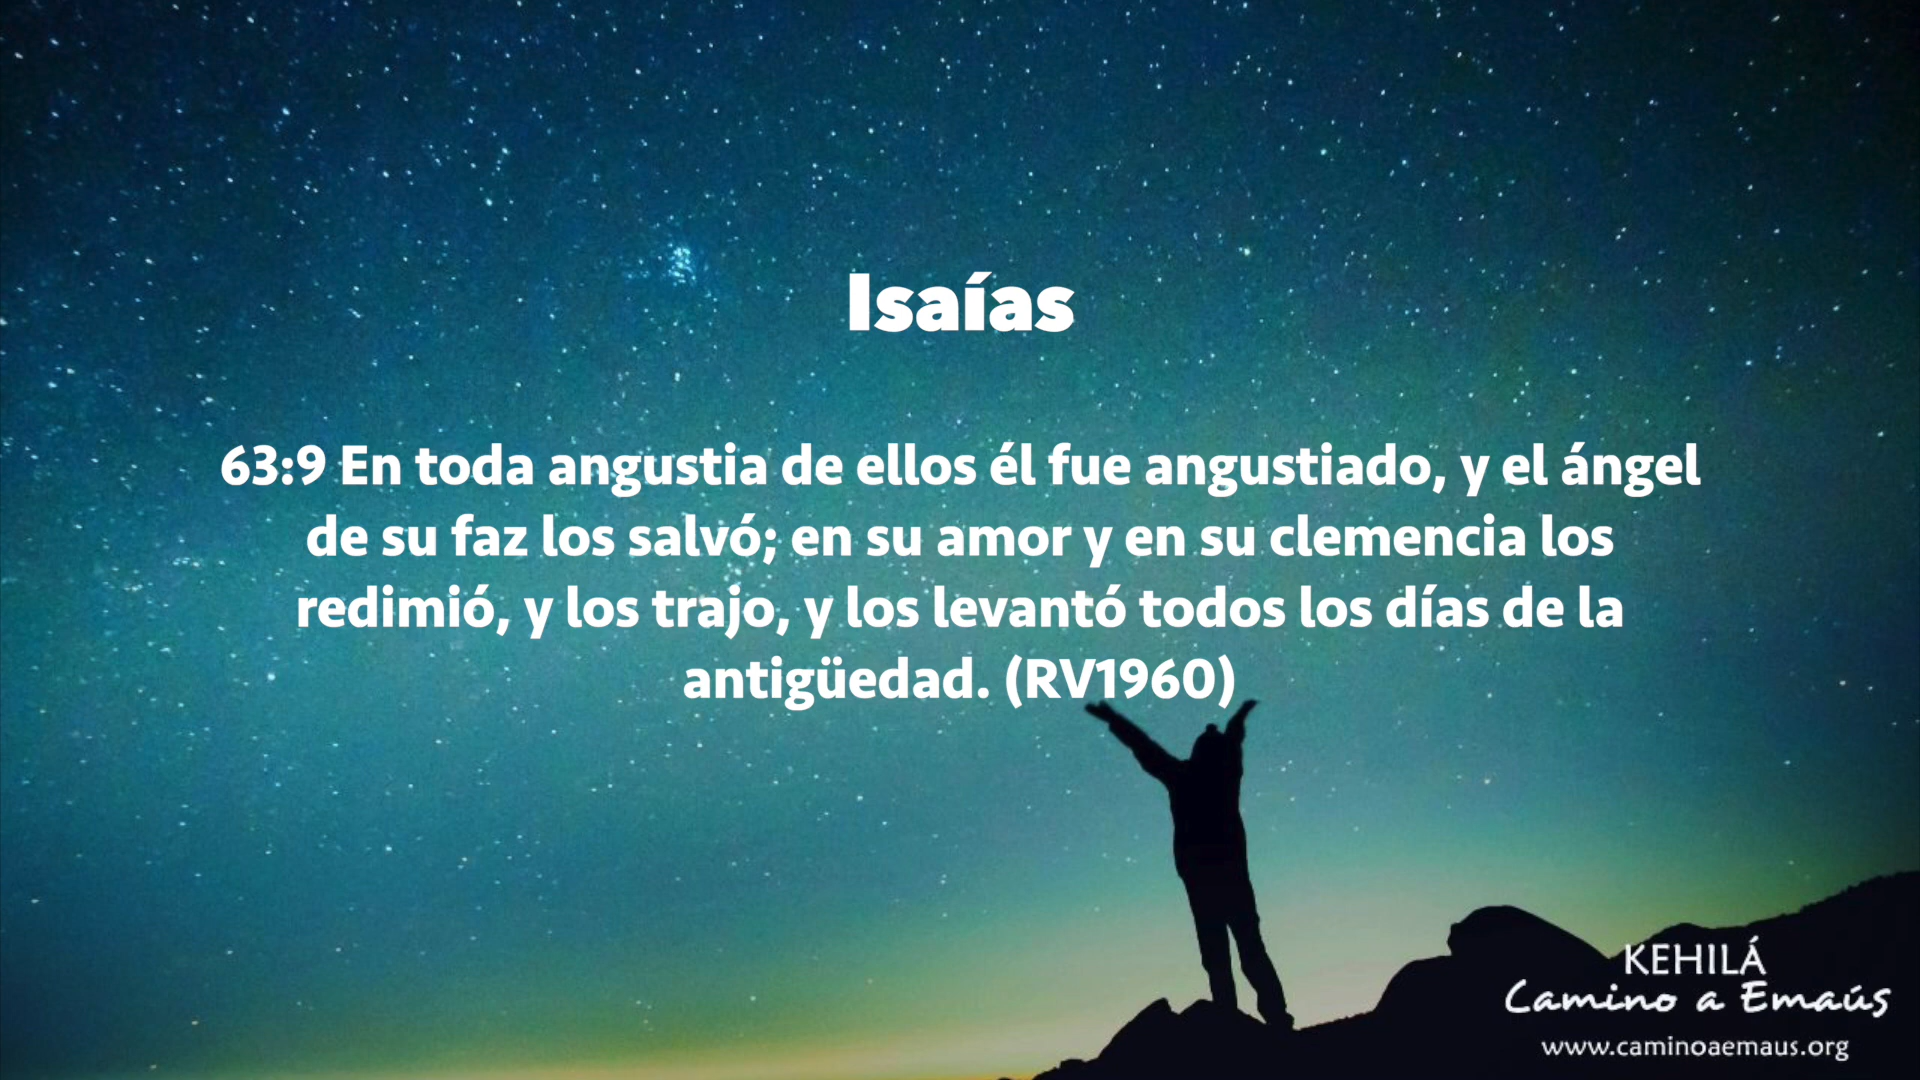 Isaías
63:9 En toda angustia de ellos él fue angustiado, y el ángel
de su faz los salvó; en su amor y en su clemencia los
redimió, y los trajo, y los levantó todos los días de la
antigüedad. (RV1960)
KEHILÁ
Camino a Emaús
www.caminoaemaus.org